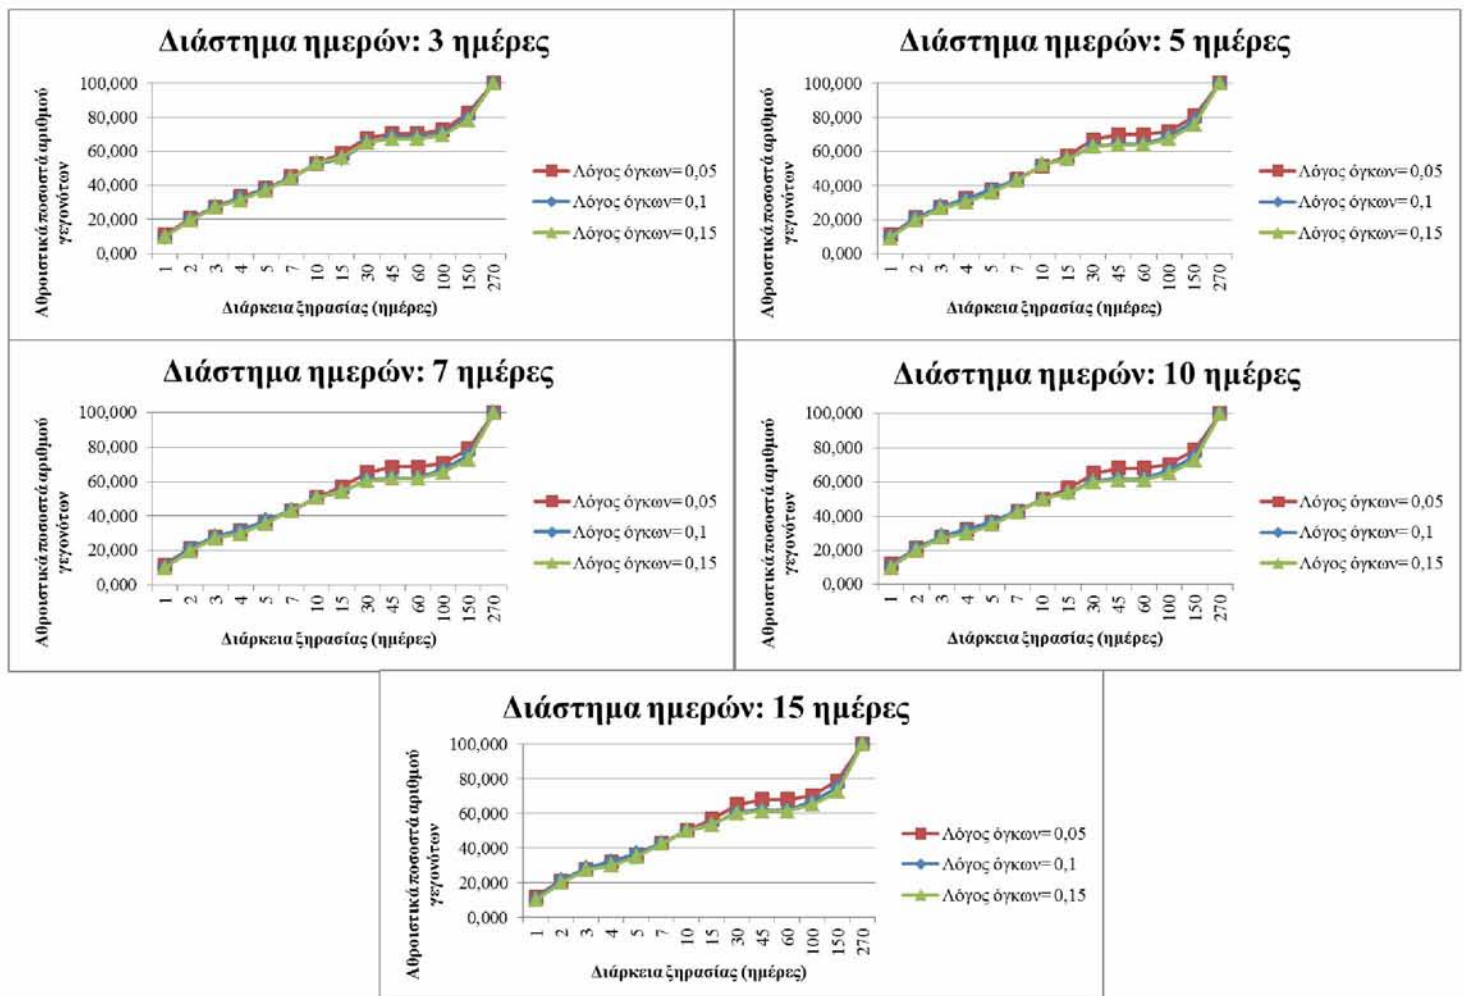 Διάστημα ημερών: 3 ημέρες
Αθροιστικά ποσοστά αριθμού
γεγονότων
100,000
80,000
60,000
40,000
20,000
0,000
1 2 3 4 5 7 10 15 30 45 60 100 150 270
Διάρκεια ξηρασίας (ημέρες)
Λόγος όγκων= 0,05
Λόγος όγκων= 0,1
Λόγος όγκων= 0,15
Διάστημα ημερών: 5 ημέρες
Αθροιστικά ποσοστά αριθμού
γεγονότων
100,000
80,000
60,000
40,000
20,000
0,000
1 2 3 4 5 7 10 15 30 45 60 100 150 270
Διάρκεια ξηρασίας (ημέρες)
Λόγος όγκων= 0,05
Λόγος όγκων= 0,1
Λόγος όγκων= 0,15
Διάστημα ημερών: 7 ημέρες
Αθροιστικά ποσοστά αριθμού
γεγονότων
100,000
80,000
60,000
40,000
20,000
0,000
1 2 3 4 5 7 10 15 30 45 60 100 150 270
Διάρκεια ξηρασίας (ημέρες)
Λόγος όγκων= 0,05
Λόγος όγκων= 0,1
Λόγος όγκων= 0,15
Διάστημα ημερών: 10 ημέρες
Αθροιστικά ποσοστά αριθμού
γεγονότων
100,000
80,000
60,000
40,000
20,000
0,000
1 2 3 4 5 7 10 15 30 45 60 100 150 270
Διάρκεια ξηρασίας (ημέρες)
Λόγος όγκων= 0,05
Λόγος όγκων= 0,1
Λόγος όγκων= 0,15
Διάστημα ημερών: 15 ημέρες
Αθροιστικά ποσοστά αριθμού
γεγονότων
100,000
80,000
60,000
40,000
20,000
0,000
1 2 3 4 5 7 10 15 30 45 60 100 150 270
Διάρκεια ξηρασίας (ημέρες)
Λόγος όγκων= 0,05
Λόγος όγκων= 0,1
Λόγος όγκων= 0,15